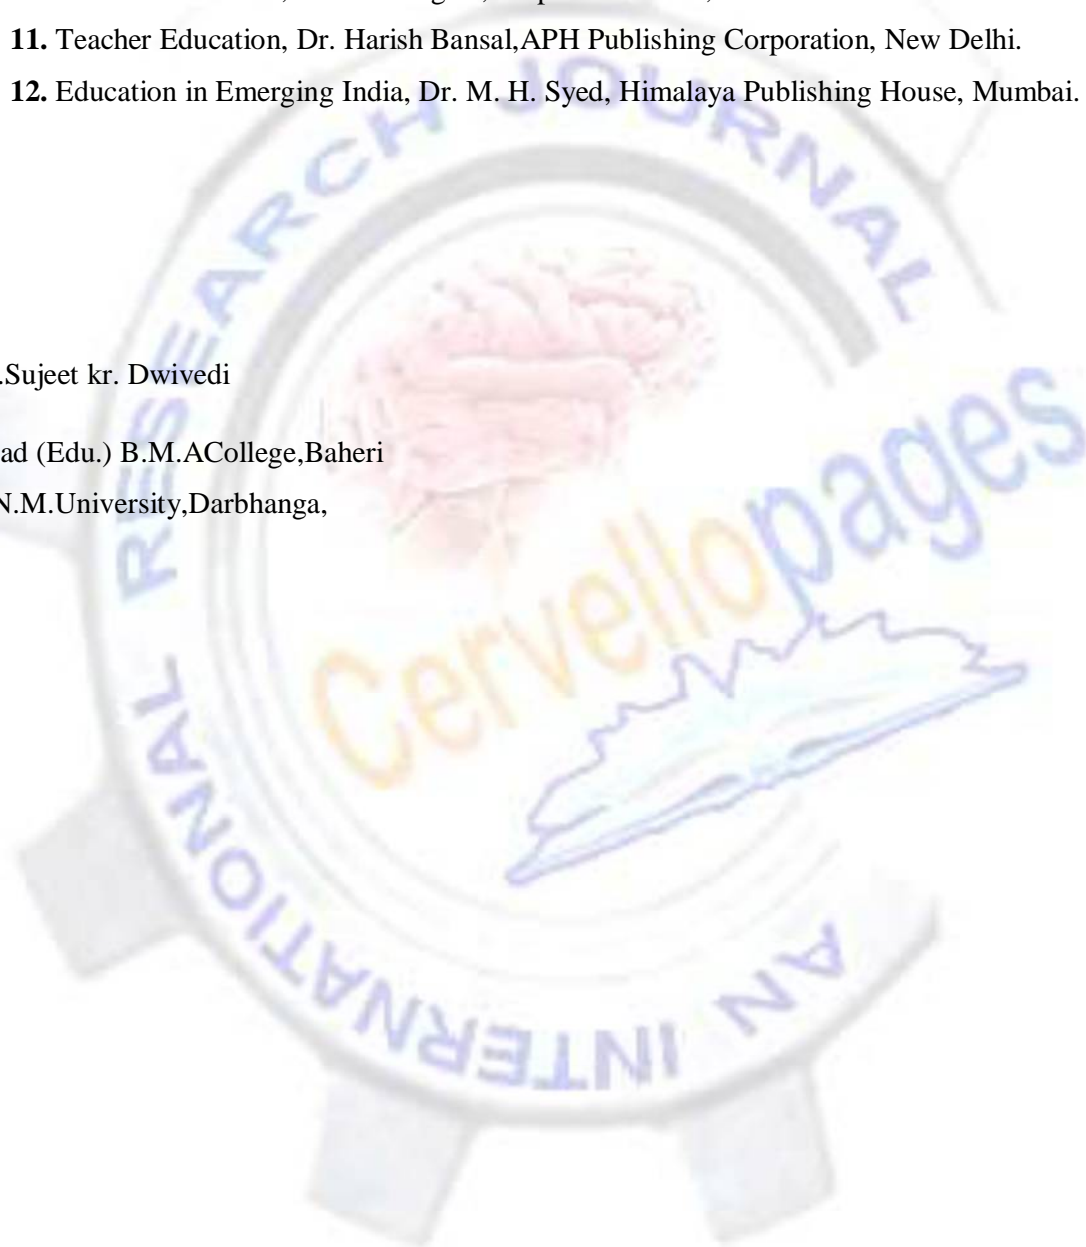 11. Teacher Education, Dr. Harish Bansal,APH Publishing Corporation, New Delhi.
12. Education in Emerging India, Dr. M. H. Syed, Himalaya Publishing House, Mumbai.
.Sujeet kr. Dwivedi
ad (Edu.) B.M.ACollege,Baheri
N.M.University,Darbhanga,
AN INTERNATIONAL RESEARCH JOURNAL
Cervellopages